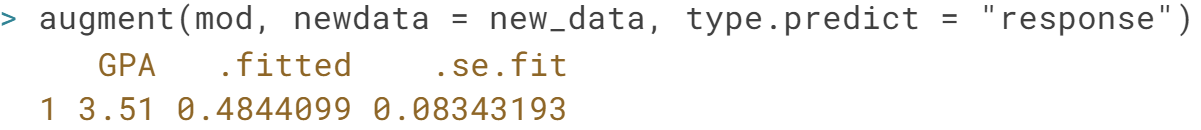 > augment(mod, newdata = new_data, type.predict = "response")
GPA .fitted .se.fit
1 3.51 0.4844099 0.08343193